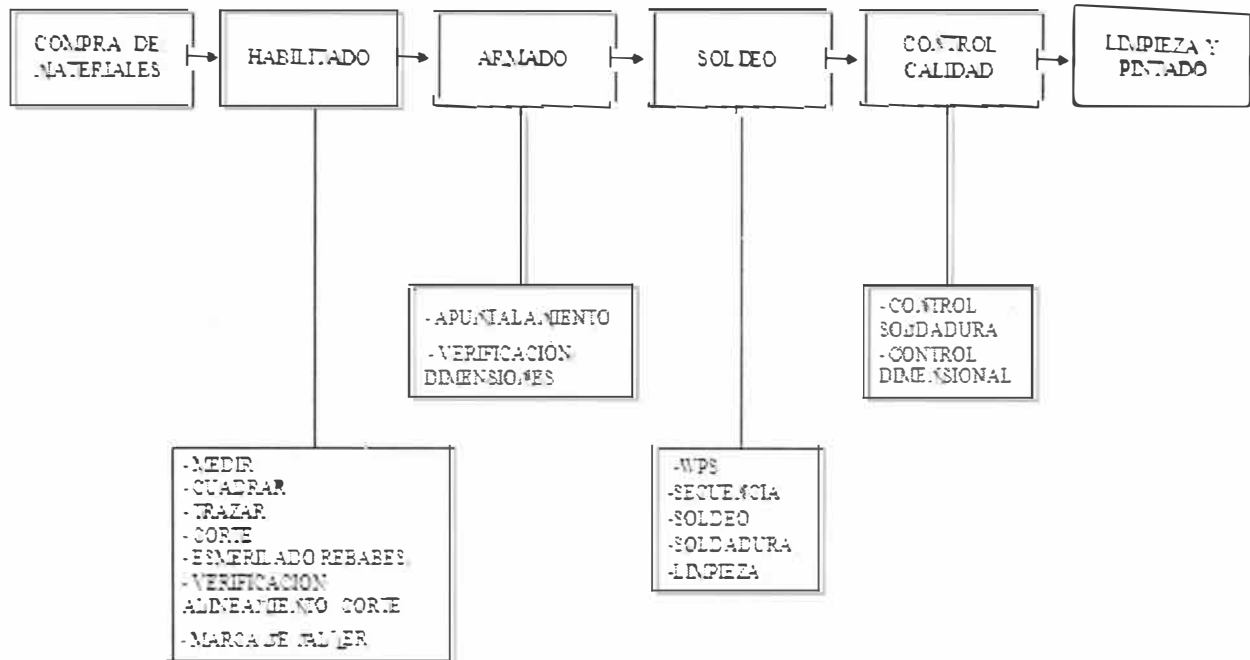 COMPRA DE
MATERIALES
HABILITADO
ARMADO
SOLDEO
CONTROL
CALIDAD
LIMPIEZA Y
PINTADO
-APUNTALAMIENTO
-VERIFICACIÓN
DIMENSIONES
-CONTROL
SOLDADURA
-CONTROL
DIMENSIONAL
-MEDIR
-CUADRAR
-TRAZAR
-CORTE
-ESMERILADO REBABES,
-VERIFICACION
ALINEAMIENTO CORTE
-MARCA DE TALLER
-WPS
-SECUENCIA
-SOLDEO
-SOLDADURA
-LIMPIEZA